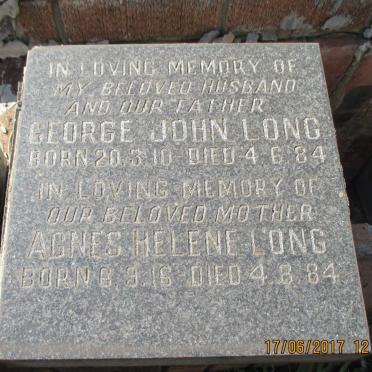 IN LOVING MEMORY OF
MY BELOVED HUSBAND
AND OUR FATHER
GEORGE JOHN LONG
BORN 20.3.10 DIED 4.6.84
IN LOVING MEMORY OF
OUR BELOVED MOTHER
AGNES HELENE LONG
BORN 6.9.16 DIED 4.8.84
17/06/2017 12